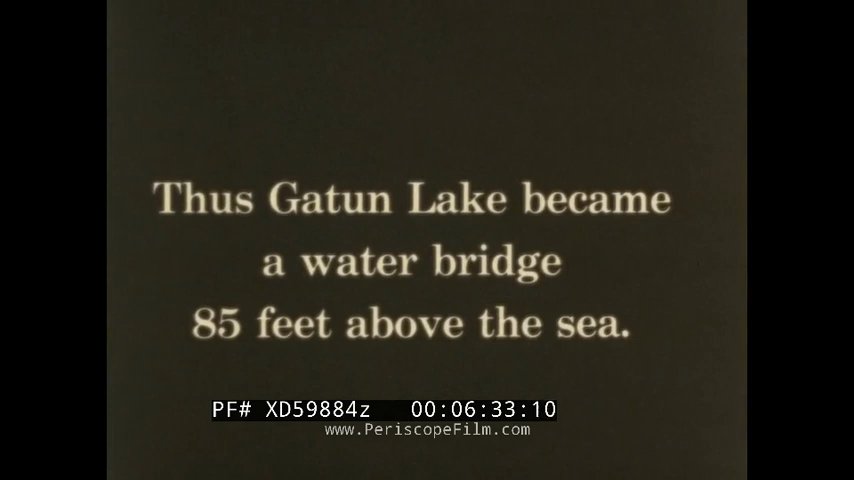 Thus Gatun Lake became
a water bridge
85 feet above the sea.
PF# XD59884z 00:06:33:10
www.PeriscopeFilm.com